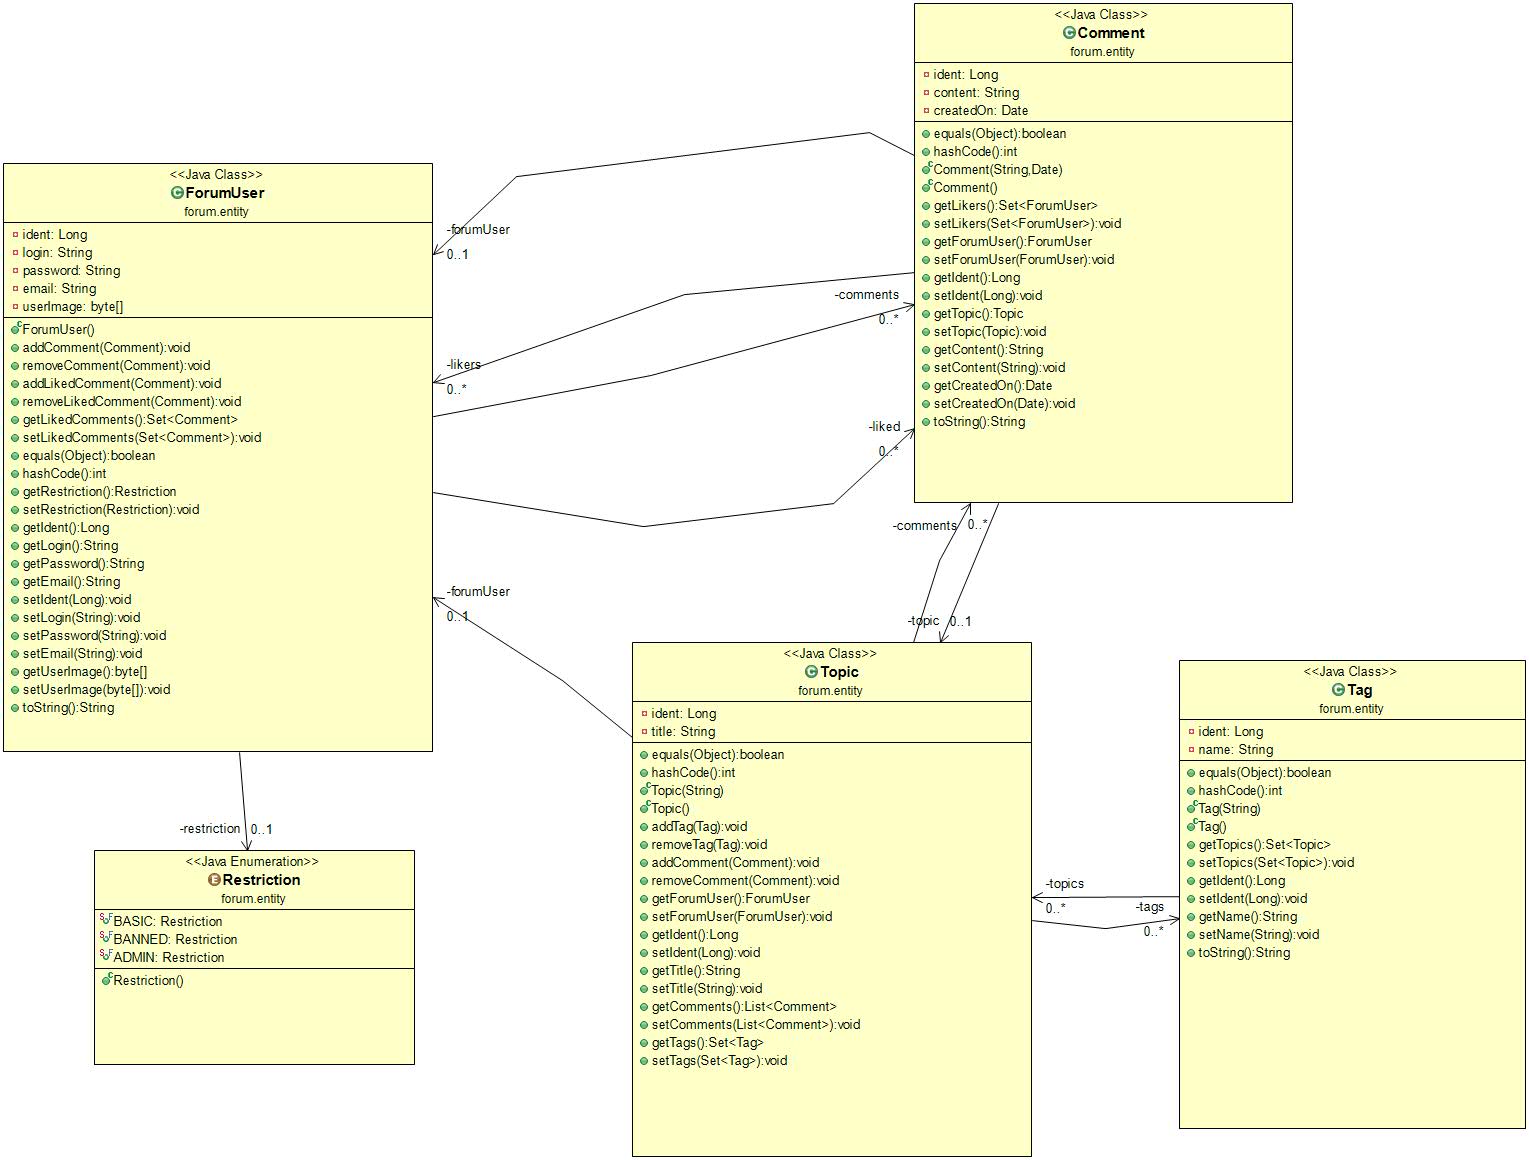 <<Java Class>>
Comment
forum.entity
ident: Long
content: String
createdOn: Date
equals(Object):boolean
hashCode():int
Comment(String,Date)
Comment()
getLikers():Set<ForumUser>
setLikers(Set<ForumUser>):void
getForumUser():ForumUser
setForumUser(ForumUser):void
getIdent():Long
setIdent(Long):void
getTopic():Topic
setTopic(Topic):void
getContent():String
setContent(String):void
getCreatedOn():Date
setCreatedOn(Date):void
toString():String
<<Java Class>>
ForumUser
forum.entity
ident: Long
login: String
password: String
email: String
userImage: byte[]
ForumUser()
addComment(Comment):void
removeComment(Comment):void
addLikedComment(Comment):void
removeLikedComment(Comment):void
getLikedComments():Set<Comment>
setLikedComments(Set<Comment>):void
equals(Object):boolean
hashCode():int
getRestriction():Restriction
setRestriction(Restriction):void
getIdent():Long
getLogin():String
getPassword():String
getEmail():String
setIdent(Long):void
setLogin(String):void
setPassword(String):void
setEmail(String):void
getUserImage():byte[]
setUserImage(byte[]):void
toString():String
-forumUser
0..1
-comments
0..*
-likers
0..*
-liked
0..*
-comments 0..*
-forumUser
0..1
-topic 0..1
<<Java Class>>
Topic
forum.entity
ident: Long
title: String
equals(Object):boolean
hashCode():int
Topic(String)
Topic()
addTag(Tag):void
removeTag(Tag):void
addComment(Comment):void
removeComment(Comment):void
getForumUser():ForumUser
setForumUser(ForumUser):void
getIdent():Long
setIdent(Long):void
getTitle():String
setTitle(String):void
getComments():List<Comment>
setComments(List<Comment>):void
getTags():Set<Tag>
setTags(Set<Tag>):void
<<Java Class>>
Tag
forum.entity
ident: Long
name: String
equals(Object):boolean
hashCode():int
Tag(String)
Tag()
getTopics():Set<Topic>
setTopics(Set<Topic>):void
getIdent():Long
setIdent(Long):void
getName():String
setName(String):void
toString():String
-topics
0..*
-tags
0..*
-restriction 0..1
<<Java Enumeration>>
Restriction
forum.entity
BASIC: Restriction
BANNED: Restriction
ADMIN: Restriction
Restriction()